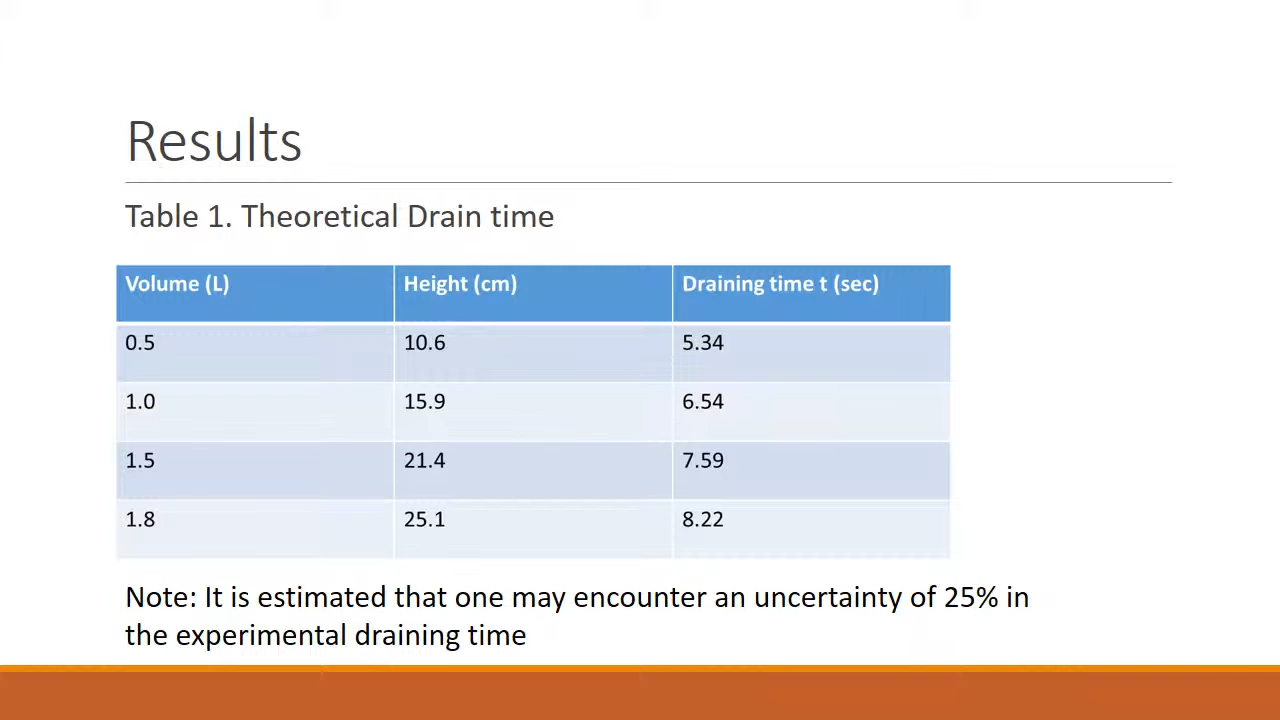 Results
Table 1. Theoretical Drain time
Volume (L) Height (cm) Draining time t (sec)
0.5 10.6 5.34
1.0 15.9 6.54
1.5 21.4 7.59
1.8 25.1 8.22
Note: It is estimated that one may encounter an uncertainty of 25% in
the experimental draining time